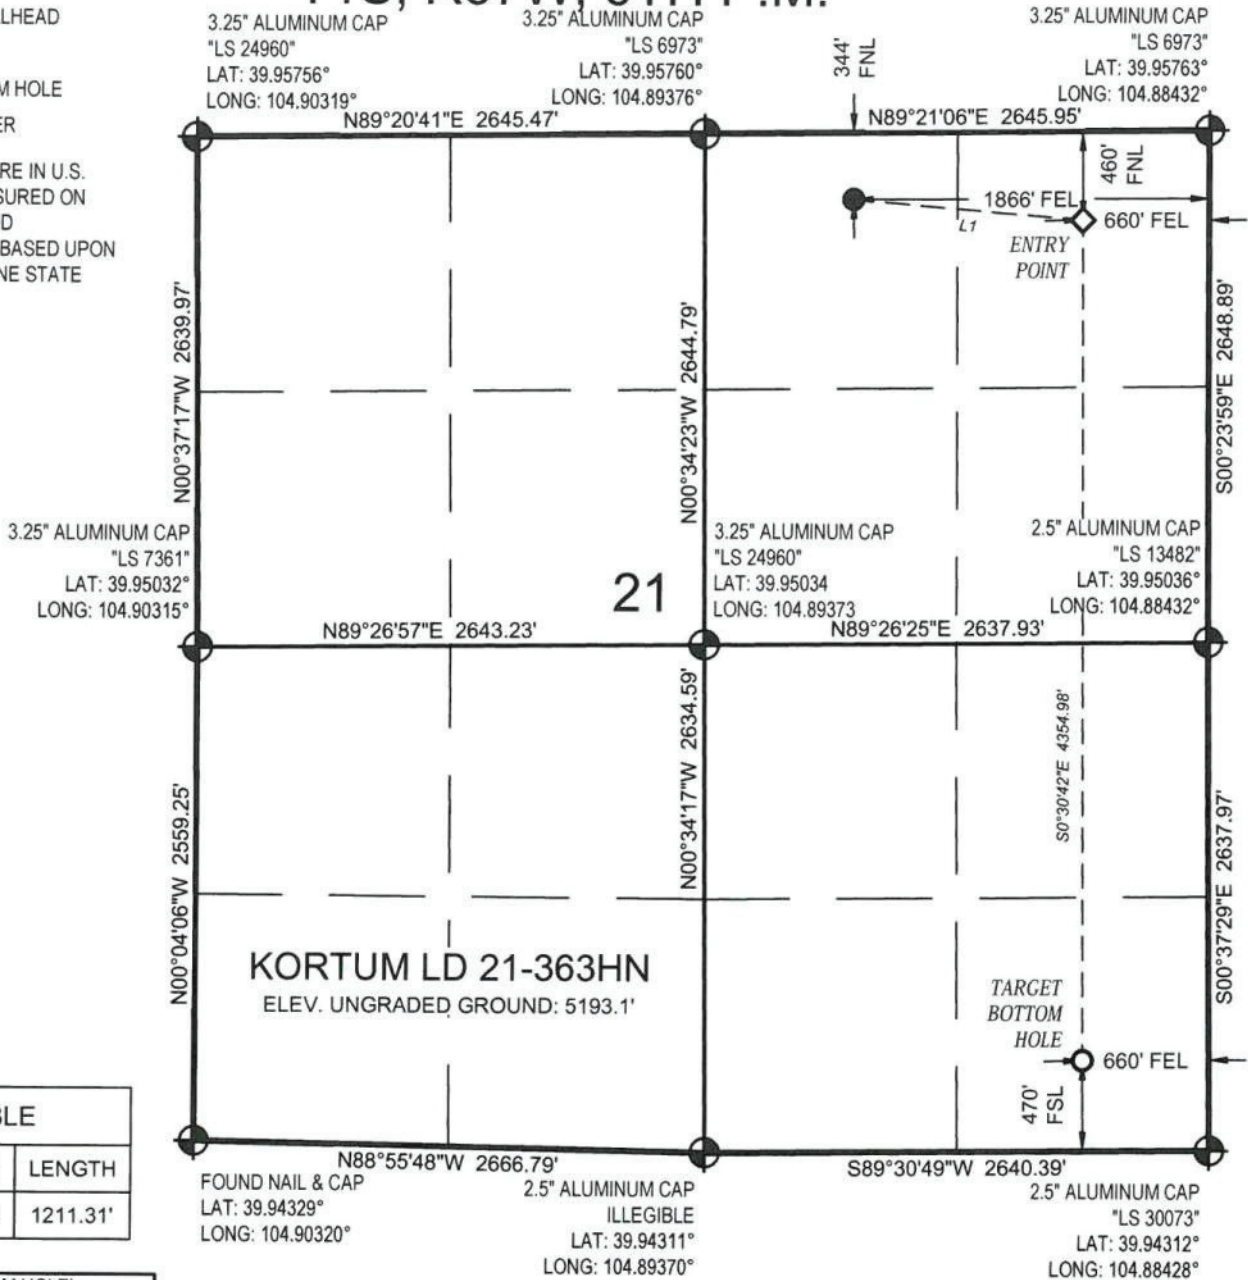 3.25" ALUMINUM CAP
"LS 24960"
LAT: 39.95756°
LONG: 104.90319°
3.25" ALUMINUM CAP
"LS 6973"
LAT: 39.95760°
LONG: 104.89376°
344'
FNL
3.25" ALUMINUM CAP
"LS 6973"
LAT: 39.95763°
LONG: 104.88432°
M HOLE
RE IN U.S.
SURED ON
BASED UPON
NE STATE
N89°20'41"E 2645.47'
N89°21'06"E 2645.95'
460'
FNL
1866' FEL
L1
660' FEL
ENTRY
POINT
N00°37'17"W 2639.97'
N00°34'23"W 2644.79'
S00°23'59"E 2648.89'
3.25" ALUMINUM CAP
"LS 7361"
LAT: 39.95032°
LONG: 104.90315°
21
3.25" ALUMINUM CAP
"LS 24960"
LAT: 39.95034
LONG: 104.89373
2.5" ALUMINUM CAP
"LS 13482"
LAT: 39.95036°
LONG: 104.88432°
N89°26'57"E 2643.23'
N89°26'25"E 2637.93'
N00°04'06"W 2559.25'
N00°34'17"W 2634.59'
S0°30'42"E 4354.98'
S00°37'29"E 2637.97'
KORTUM LD 21-363HN
ELEV. UNGRADED GROUND: 5193.1'
TARGET
BOTTOM
HOLE
660' FEL
470'
FSL
N88°55'48"W 2666.79'
S89°30'49"W 2640.39'
LENGTH
1211.31'
FOUND NAIL & CAP
LAT: 39.94329°
LONG: 104.90320°
2.5" ALUMINUM CAP
ILLEGIBLE
LAT: 39.94311°
LONG: 104.89370°
2.5" ALUMINUM CAP
"LS 30073"
LAT: 39.94312°
LONG: 104.88428°